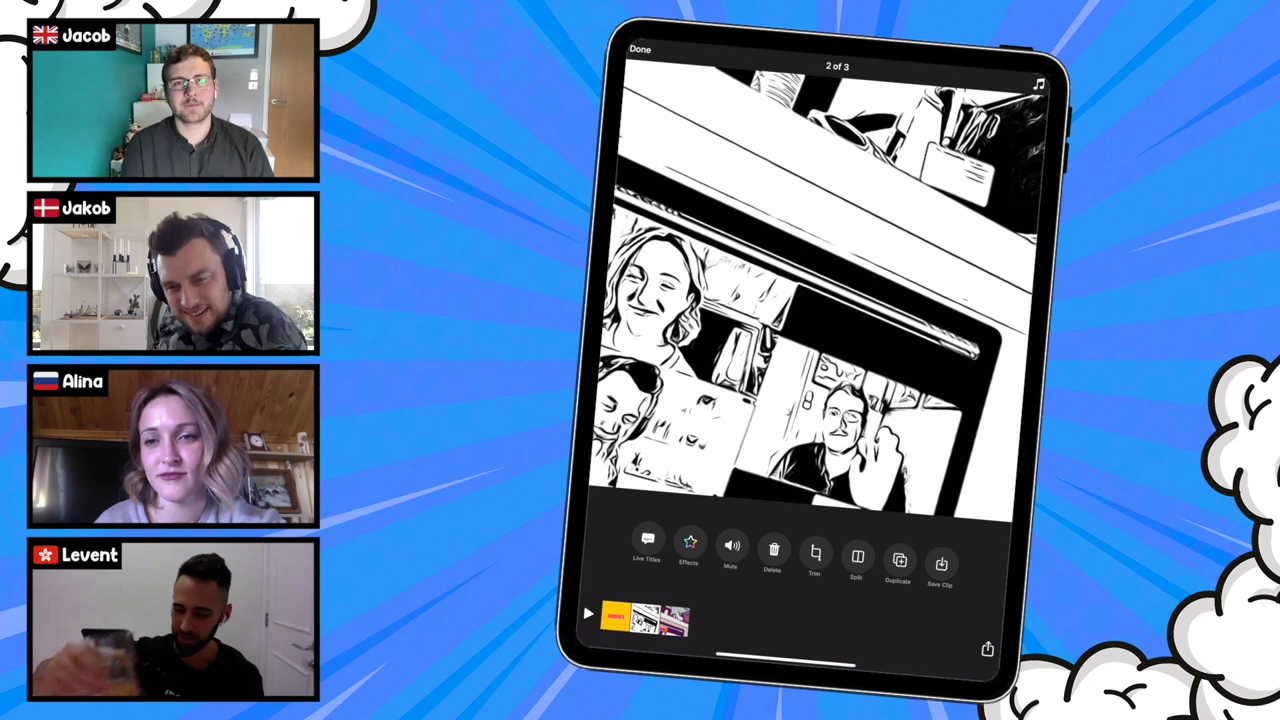 Jacob
Jakob
Alina
Levent
Done
2 of 3
Live Titles
Effects
Mute
Delete
Trim
Split
Duplicate
Save Clip